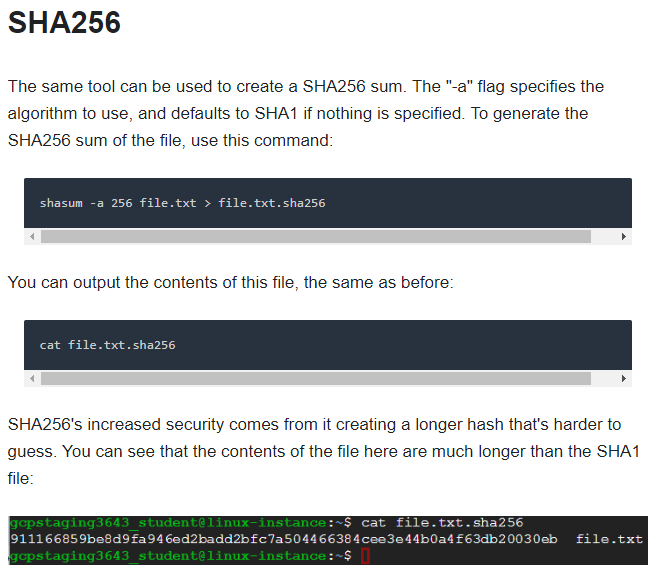 SHA256
The same tool can be used to create a SHA256 sum. The "-a" flag specifies the
algorithm to use, and defaults to SHA1 if nothing is specified. To generate the
SHA256 sum of the file, use this command:
shasum -a 256 file.txt > file.txt.sha256
You can output the contents of this file, the same as before:
cat file.txt.sha256
SHA256's increased security comes from it creating a longer hash that's harder to
guess. You can see that the contents of the file here are much longer than the SHA1
file:
gcpstaging3643_student@linux-instance:~$ cat file.txt.sha256
911166859be8d9fa946ed2badd2bfc7a504466384cee3e44b0a4f63db20030eb  file.txt
gcpstaging3643_student@linux-instance:~$